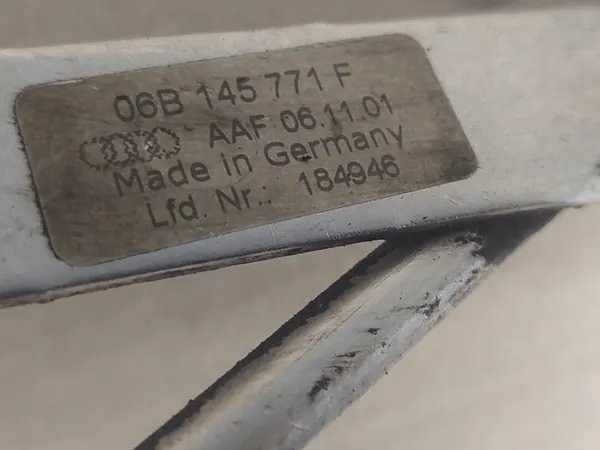 06B 145 771 F
AAF 06.11.01
Made in Germany
Lfd. Nr.: 184946